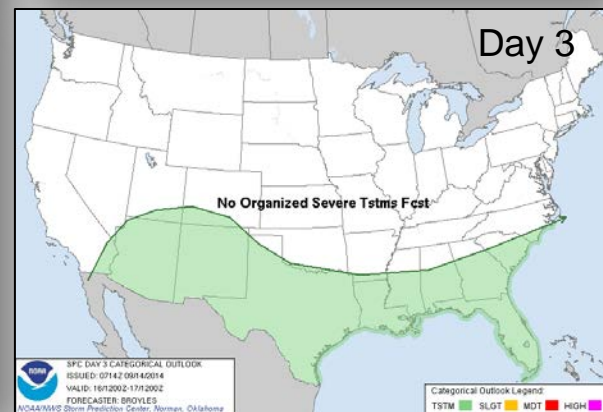 Day 3
No Organized Severe Tstms Fcst
NOAA
SPC DAY 3 CATEGORICAL OUTLOOK
ISSUED: 0714Z 09/14/2014
VALID: 16/1200Z-17/1200Z
FORECASTER: BROYLES
NOAA/NWS Storm Prediction Center, Norman, Oklahoma
Categorical Outlook Legend:
TSTM SLGT MDT HIGH